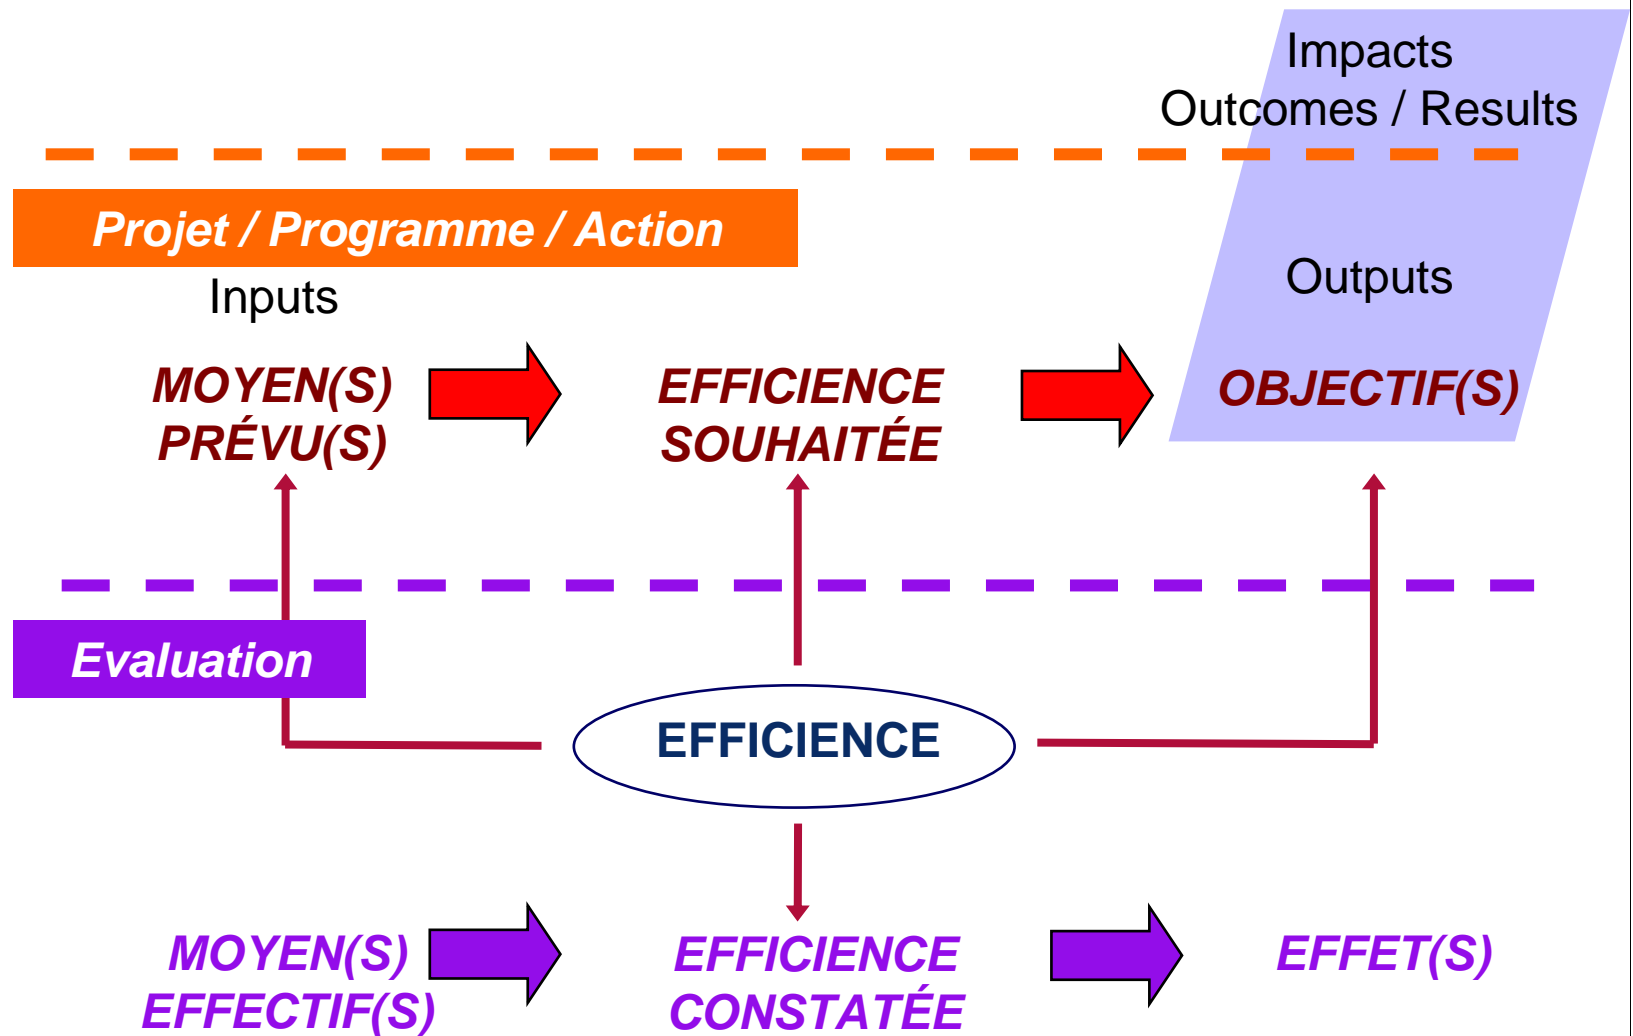 Impacts
Outcomes / Results
Projet / Programme / Action
Inputs
Outputs
MOYEN(S)
PRÉVU(S)
EFFICIENCE
SOUHAITÉE
OBJECTIF(S)
Evaluation
EFFICIENCE
MOYEN(S)
EFFECTIF(S)
EFFICIENCE
CONSTATÉE
EFFET(S)